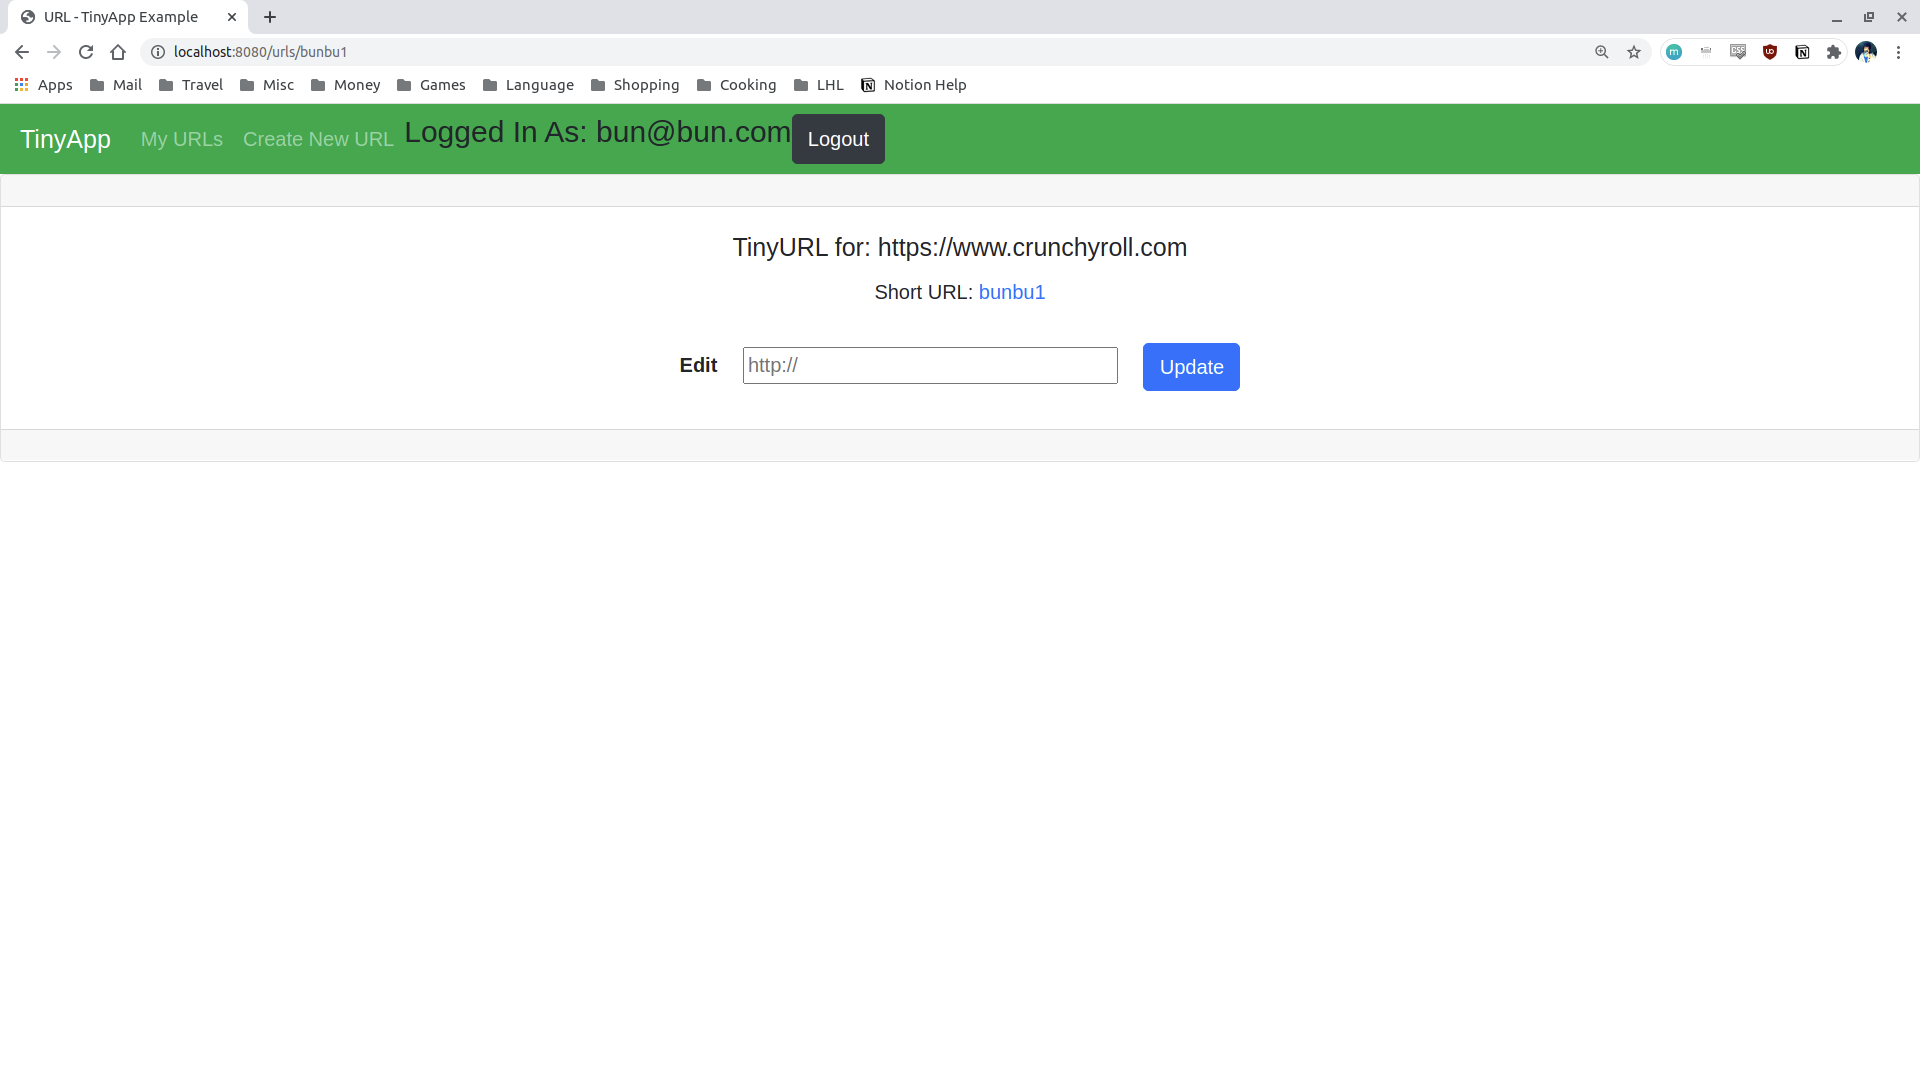 URL - TinyApp Example
localhost:8080/urls/bunbu1
Apps Mail Travel Misc Money Games Language Shopping Cooking LHL Notion Help
TinyApp My URLs Create New URL Logged In As: bun@bun.com Logout
TinyURL for: https://www.crunchyroll.com
Short URL: bunbu1
Edit http:// Update